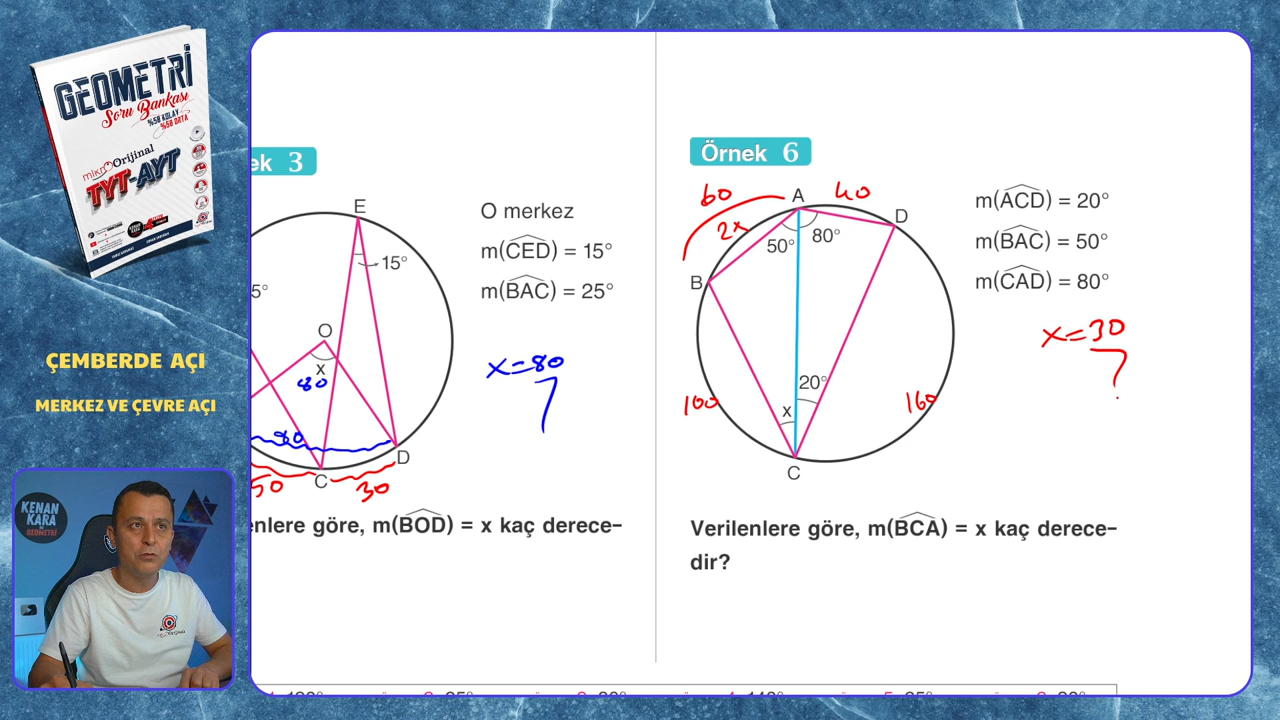 GEOMETRİ
Soru Bankası
%50 KOLAY
%50 ORTA
mikro Orijinal
TYT-AYT
ÇEMBERDE AÇI
MERKEZ VE ÇEVRE AÇI
KENAN
KARA
GEOMETRİ
ek 3
E
15°
5°
O
x
80
80
50
C
30
D
O merkez
m(CED) = 15°
m(BAC) = 25°
x=80
enlere göre, m(BOD) = x kaç derece-
Örnek 6
60
A
40
D
2x
50°
80°
B
100
160
20°
x
C
m(ACD) = 20°
m(BAC) = 50°
m(CAD) = 80°
x=30
?
Verilenlere göre, m(BCA) = x kaç derece-
dir?